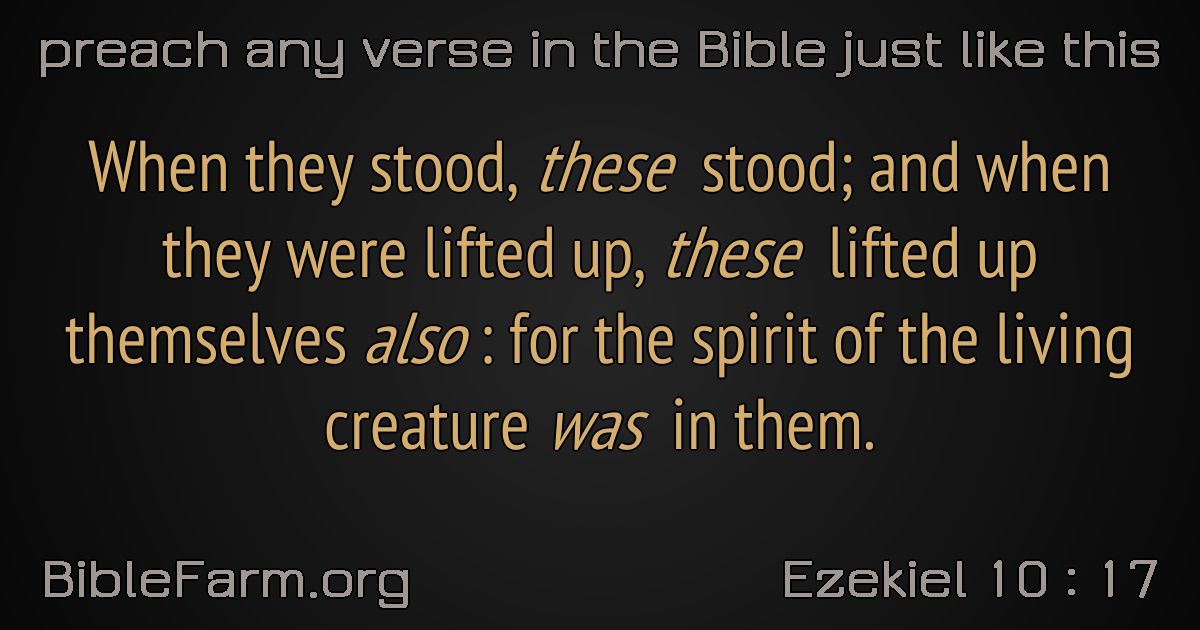 preach any verse in the Bible just like this
When they stood, these stood; and when
they were lifted up, these lifted up
themselves also : for the spirit of the living
creature was in them.
BibleFarm.org
Ezekiel 10 : 17